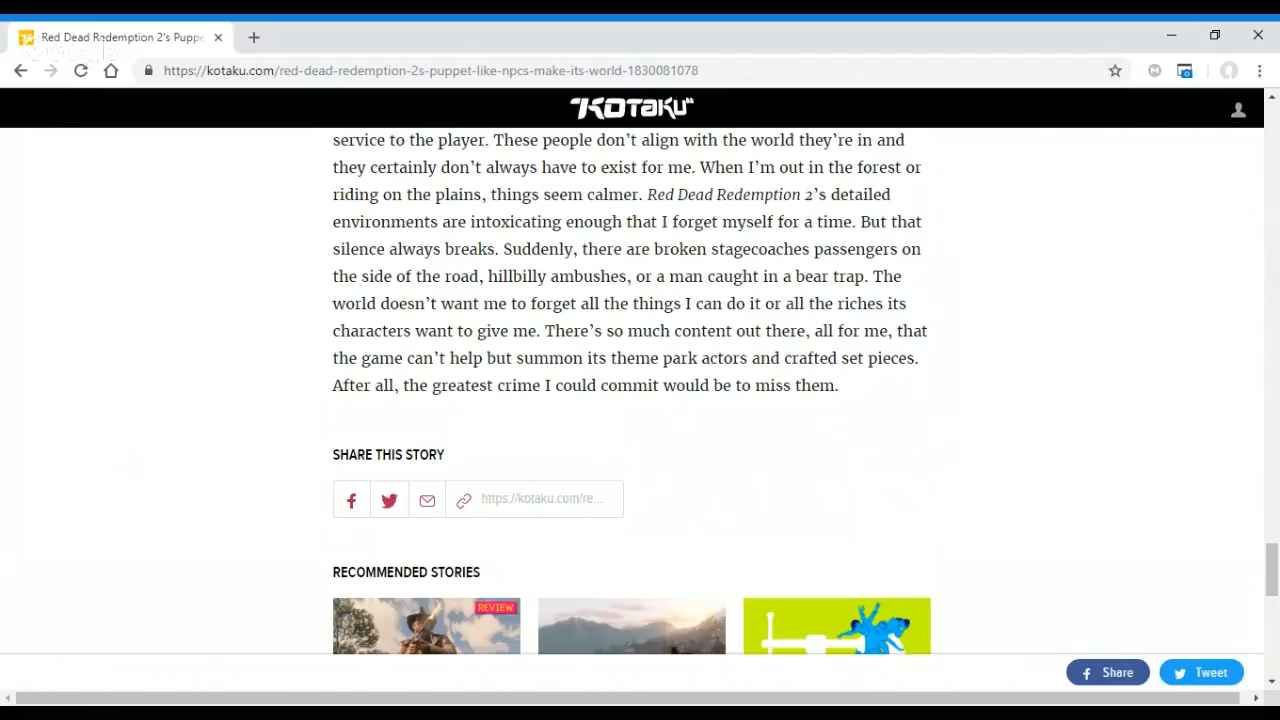 Red Dead Redemption 2's Puppe
https://kotaku.com/red-dead-redemption-2s-puppet-like-npcs-make-its-world-1830081078
KOTAKU
service to the player. These people don’t align with the world they’re in and
they certainly don’t always have to exist for me. When I’m out in the forest or
riding on the plains, things seem calmer. Red Dead Redemption 2’s detailed
environments are intoxicating enough that I forget myself for a time. But that
silence always breaks. Suddenly, there are broken stagecoaches passengers on
the side of the road, hillbilly ambushes, or a man caught in a bear trap. The
world doesn’t want me to forget all the things I can do it or all the riches its
characters want to give me. There’s so much content out there, all for me, that
the game can’t help but summon its theme park actors and crafted set pieces.
After all, the greatest crime I could commit would be to miss them.
SHARE THIS STORY
https://kotaku.com/re...
RECOMMENDED STORIES
REVIEW
Share
Tweet